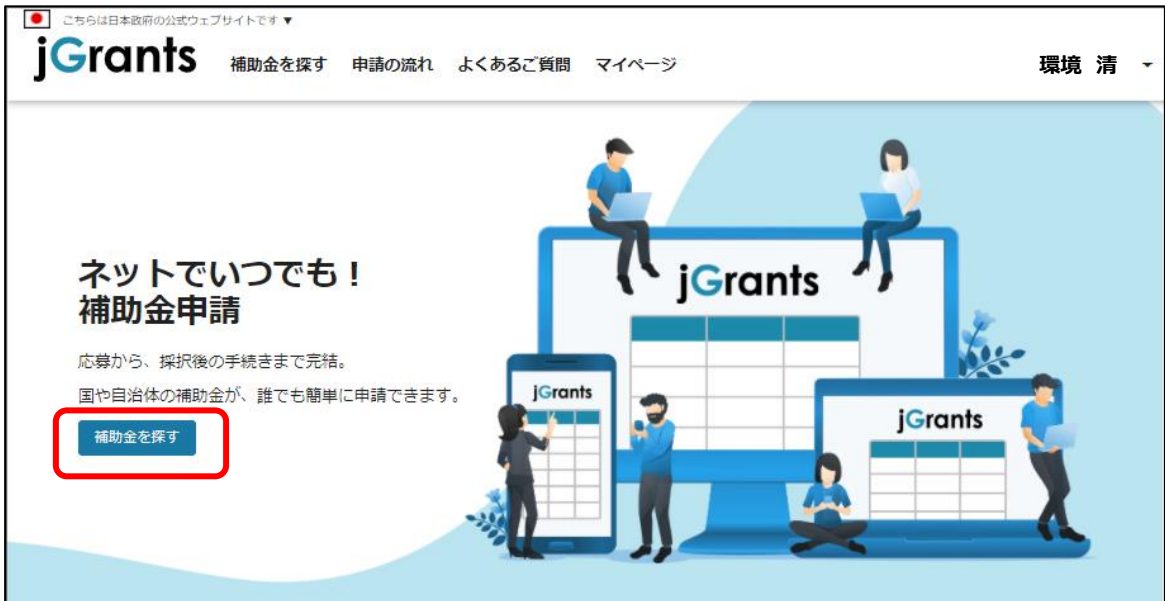 こちらは日本政府の公式ウェブサイトです ▼
jGrants 補助金を探す 申請の流れ よくあるご質問 マイページ 環境 清
ネットでいつでも！
補助金申請
応募から、採択後の手続きまで完結。
国や自治体の補助金が、誰でも簡単に申請できます。
補助金を探す
jGrants
jGrants
jGrants